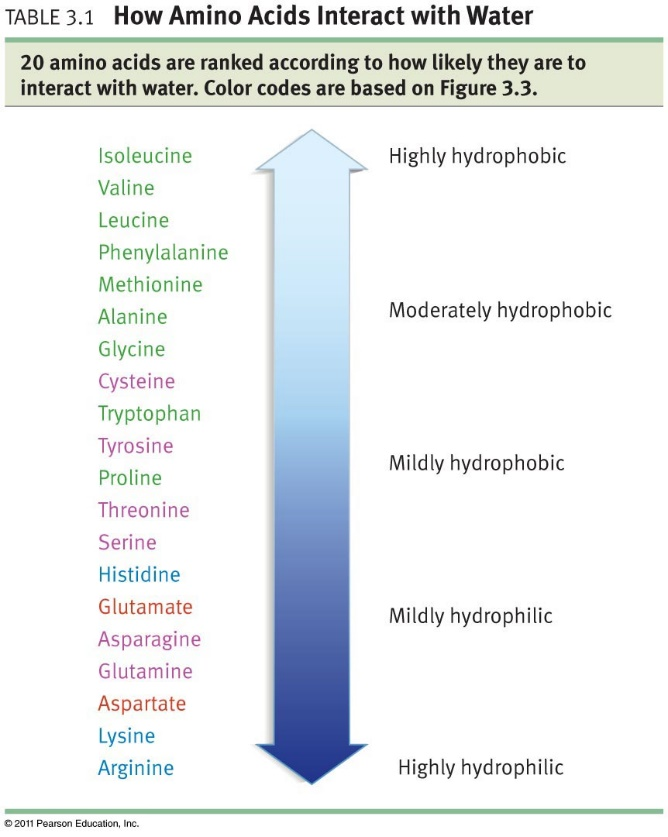 TABLE 3.1 How Amino Acids Interact with Water
20 amino acids are ranked according to how likely they are to
interact with water. Color codes are based on Figure 3.3.
Isoleucine
Highly hydrophobic
Valine
Leucine
Phenylalanine
Methionine
Alanine
Moderately hydrophobic
Glycine
Cysteine
Tryptophan
Tyrosine
Mildly hydrophobic
Proline
Threonine
Serine
Histidine
Glutamate
Mildly hydrophilic
Asparagine
Glutamine
Aspartate
Lysine
Arginine
Highly hydrophilic
© 2011 Pearson Education, Inc.